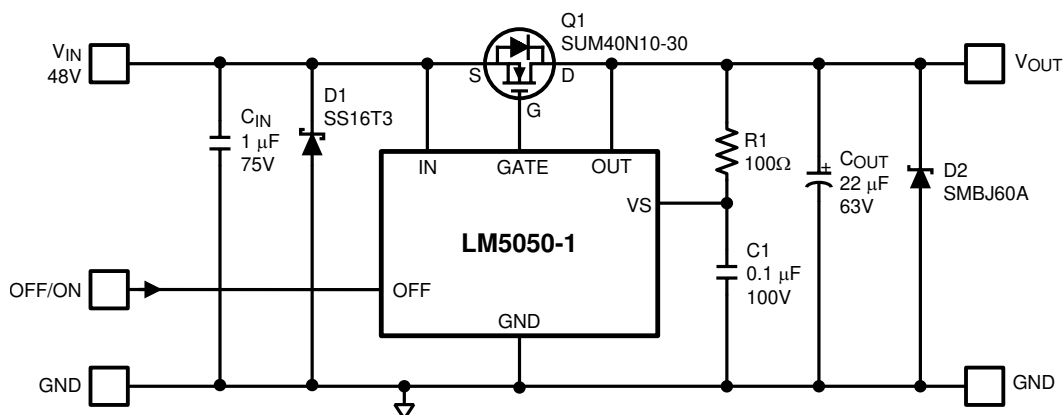 Q1
SUM40N10-30
VIN
48V
S
D
G
VOUT
D1
SS16T3
CIN
1 μF
75V
R1
100Ω
COUT
22 μF
63V
+
D2
SMBJ60A
IN
GATE
OUT
VS
LM5050-1
C1
0.1 μF
100V
OFF/ON
OFF
GND
GND
GND